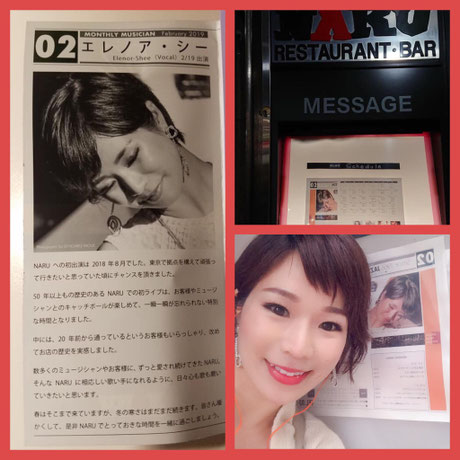 02
MONTHLY MUSICIAN February 2019
エレノア・シー
Elenor Shee (Vocal) 2/19 出演
NARU への初出演は 2018 年 8 月でした。東京で拠点を構えて頑張っ
て行きたいと思っていた頃にチャンスを頂きました。
50 年以上もの歴史のある NARU での初ライブは、お客様やミュージ
シャンとのキャッチボールが楽しめて、一瞬一瞬が忘れられない特別
な時間となりました。
中には、20 年前から通っているというお客様もいらっしゃり、改め
てお店の歴史を実感しました。
数多くのミュージシャンやお客様に、ずっと愛され続けてきた NARU。
そんな NARU に相応しい歌い手になれるように、日々心も歌も磨い
ていきたいと思います。
春はそこまで来ていますが、冬の寒さはまだまだ続きます。皆さん暖
かくして、是非 NARU でとっておきな時間を一緒に過ごしましょう。
NARU
RESTAURANT・BAR
MESSAGE
Schedule
02